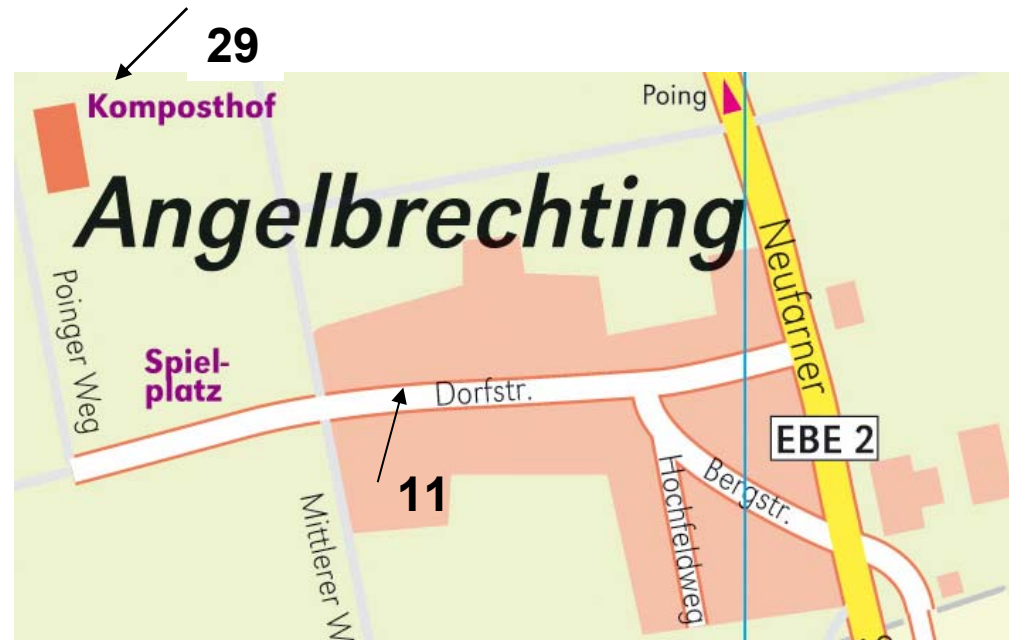 29
Komposthof
Poing
Angelbrechting
Neufarner
Poinger Weg
Spiel-
platz
Dorfstr.
EBE 2
11
Hochfeldweg
Bergstr.
Mittlerer W